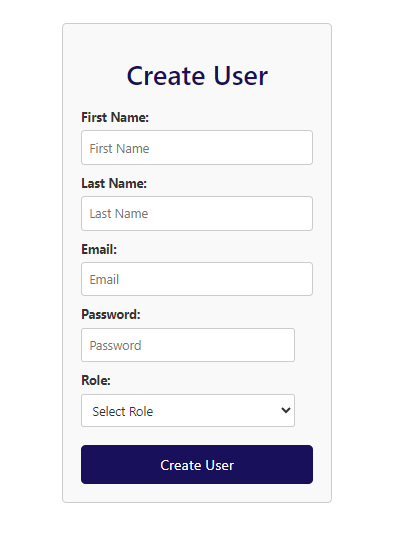 Create User
First Name:
First Name
Last Name:
Last Name
Email:
Email
Password:
Password
Role:
Select Role
Create User